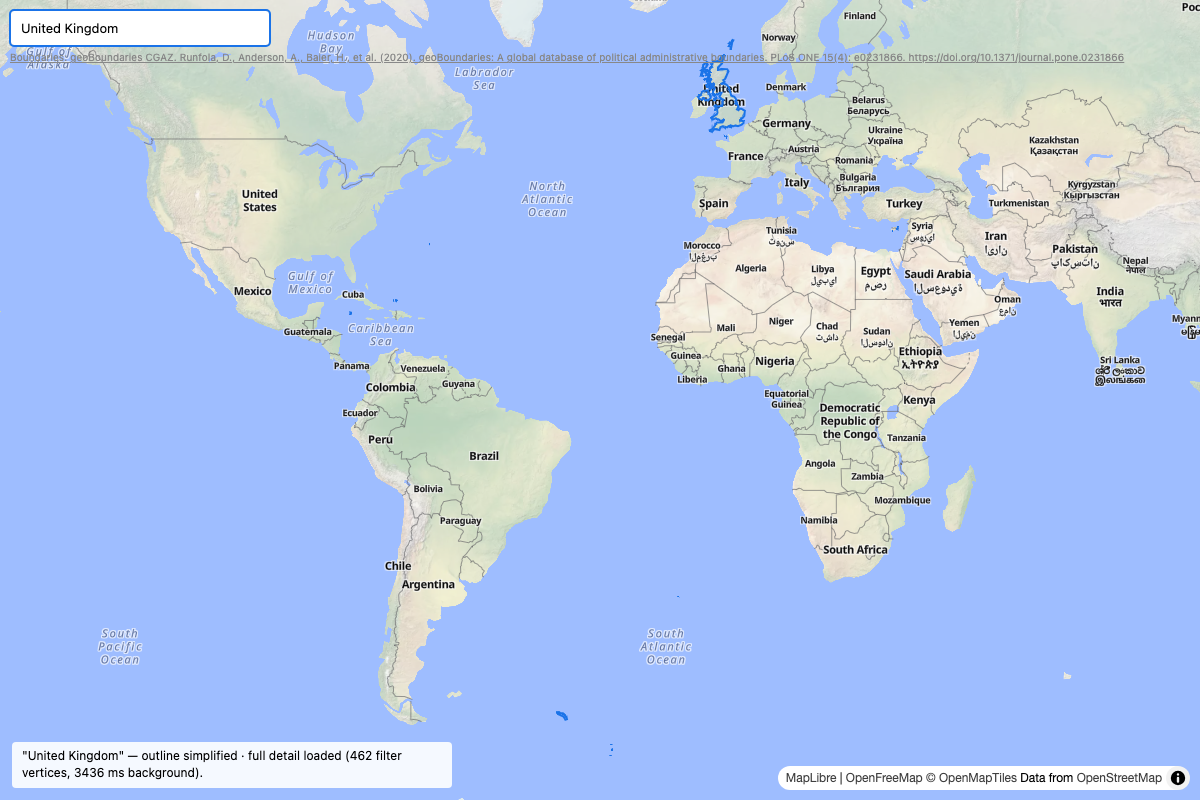 United Kingdom
Boundaries: geoBoundaries CGAZ. Runfola, D., Anderson, A., Baier, H., et al. (2020). geoBoundaries: A global database of political administrative boundaries. PLoS ONE 15(4): e0231866. https://doi.org/10.1371/journal.pone.0231866
Gulf of
Alaska
Hudson
Bay
Labrador
Sea
Finland
Norway
United
Kingdom
Denmark
Belarus
Беларусь
Germany
Ukraine
Україна
Austria
France
Romania
Italy
Bulgaria
България
Kazakhstan
Қазақстан
Kyrgyzstan
Кыргызстан
United
States
North
Atlantic
Ocean
Spain
Turkey
Turkmenistan
Tunisia
تونس
Syria
سوريا
Morocco
المغرب
Iran
ایران
Pakistan
پاکستان
Nepal
नेपाल
Algeria
Libya
ليبيا
Egypt
مصر
Saudi Arabia
السعودية
Gulf of
Mexico
Mexico
Cuba
India
भारत
Oman
عمان
Guatemala
Caribbean
Sea
Mali
Niger
Chad
تشاد
Sudan
السودان
Yemen
اليمن
Senegal
Guinea
Liberia
Ghana
Nigeria
Ethiopia
ኢትዮጵያ
Sri Lanka
ශ්‍රී ලංකාව
இலங்கை
Panama
Venezuela
Colombia
Guyana
Equatorial
Guinea
Democratic
Republic of
the Congo
Kenya
Ecuador
Peru
Brazil
Tanzania
Angola
Zambia
Bolivia
Mozambique
Paraguay
Namibia
South Africa
Chile
Argentina
South
Pacific
Ocean
South
Atlantic
Ocean
"United Kingdom" — outline simplified · full detail loaded (462 filter
vertices, 3436 ms background).
MapLibre | OpenFreeMap © OpenMapTiles Data from OpenStreetMap